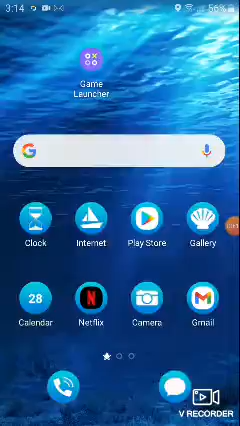 3:14
56%
Game
Launcher
Clock
Internet
Play Store
Gallery
28
Calendar
Netflix
Camera
Gmail
V RECORDER